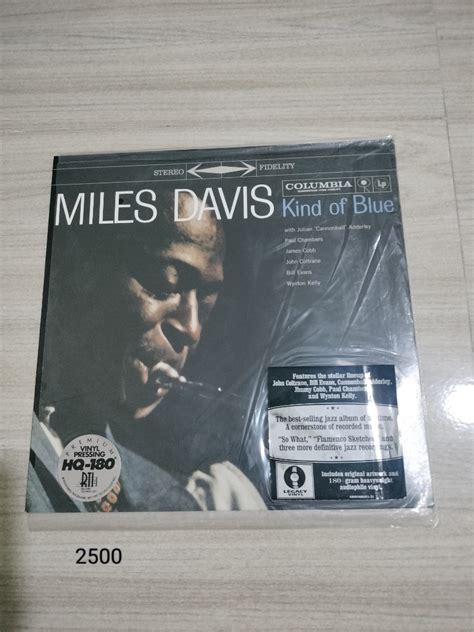 STEREO FIDELITY
MILES DAVIS
COLUMBIA LP
Kind of Blue
with Julian "Cannonball" Adderley
Paul Chambers
James Cobb
John Coltrane
Bill Evans
Wynton Kelly
Features the stellar lineup of
John Coltrane, Bill Evans, Cannonball Adderley,
Jimmy Cobb, Paul Chambers
and Wynton Kelly.
The best-selling jazz album of all time.
A cornerstone of recorded music.
"So What," "Flamenco Sketches" and
three more definitive jazz recordings.
Includes original artwork and
180-gram heavyweight
audiophile vinyl.
LEGACY
VINYL
PREMIUM
VINYL
PRESSING
HQ-180
RTI
2500